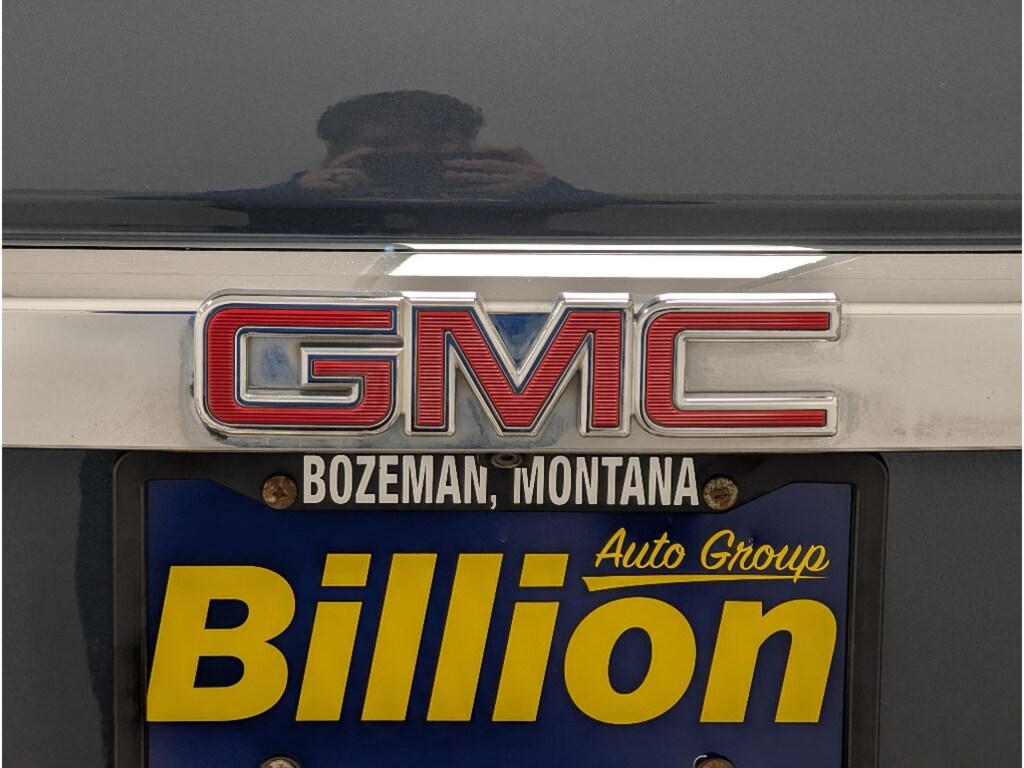 GMC
BOZEMAN, MONTANA
Auto Group
Billion